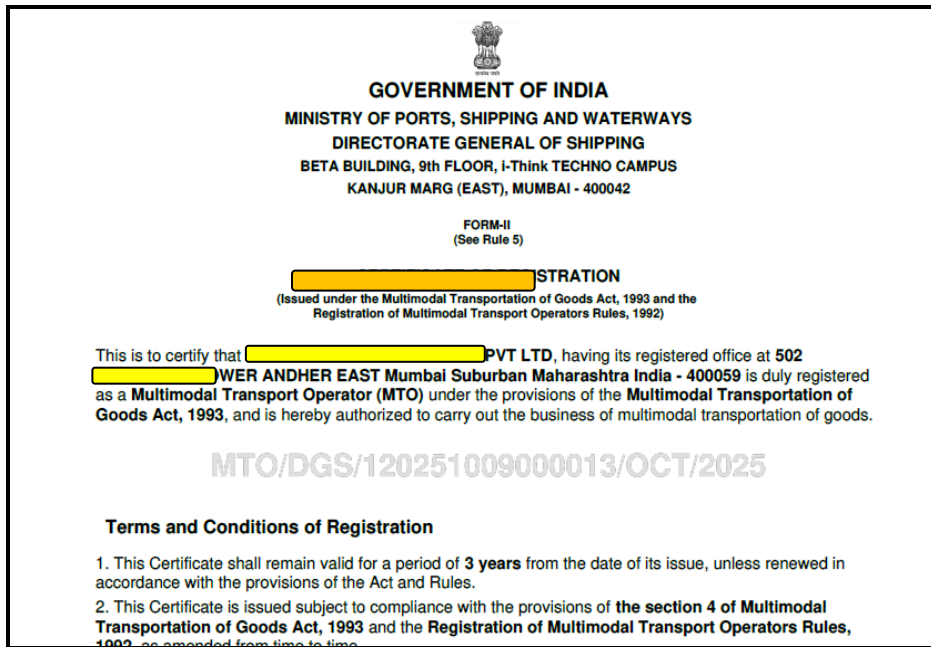 GOVERNMENT OF INDIA
MINISTRY OF PORTS, SHIPPING AND WATERWAYS
DIRECTORATE GENERAL OF SHIPPING
BETA BUILDING, 9th FLOOR, i-Think TECHNO CAMPUS
KANJUR MARG (EAST), MUMBAI - 400042
FORM-II
(See Rule 5)
STRATION
(Issued under the Multimodal Transportation of Goods Act, 1993 and the
Registration of Multimodal Transport Operators Rules, 1992)
This is to certify that PVT LTD, having its registered office at 502
WER ANDHER EAST Mumbai Suburban Maharashtra India - 400059 is duly registered
as a Multimodal Transport Operator (MTO) under the provisions of the Multimodal Transportation of
Goods Act, 1993, and is hereby authorized to carry out the business of multimodal transportation of goods.
MTO/DGS/120251009000013/OCT/2025
Terms and Conditions of Registration
1. This Certificate shall remain valid for a period of 3 years from the date of its issue, unless renewed in
accordance with the provisions of the Act and Rules.
2. This Certificate is issued subject to compliance with the provisions of the section 4 of Multimodal
Transportation of Goods Act, 1993 and the Registration of Multimodal Transport Operators Rules,
1992, as amended from time to time